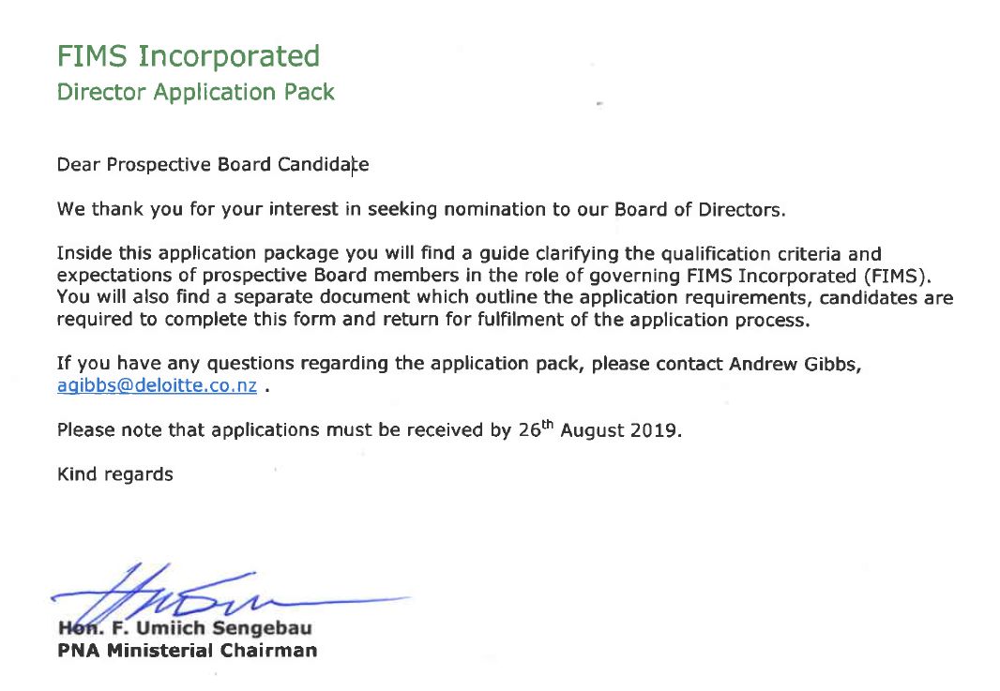 FIMS Incorporated
Director Application Pack
Dear Prospective Board Candidate
We thank you for your interest in seeking nomination to our Board of Directors.
Inside this application package you will find a guide clarifying the qualification criteria and
expectations of prospective Board members in the role of governing FIMS Incorporated (FIMS).
You will also find a separate document which outline the application requirements, candidates are
required to complete this form and return for fulfilment of the application process.
If you have any questions regarding the application pack, please contact Andrew Gibbs,
agibbs@deloitte.co.nz .
Please note that applications must be received by 26th August 2019.
Kind regards
Hon. F. Umiich Sengebau
PNA Ministerial Chairman